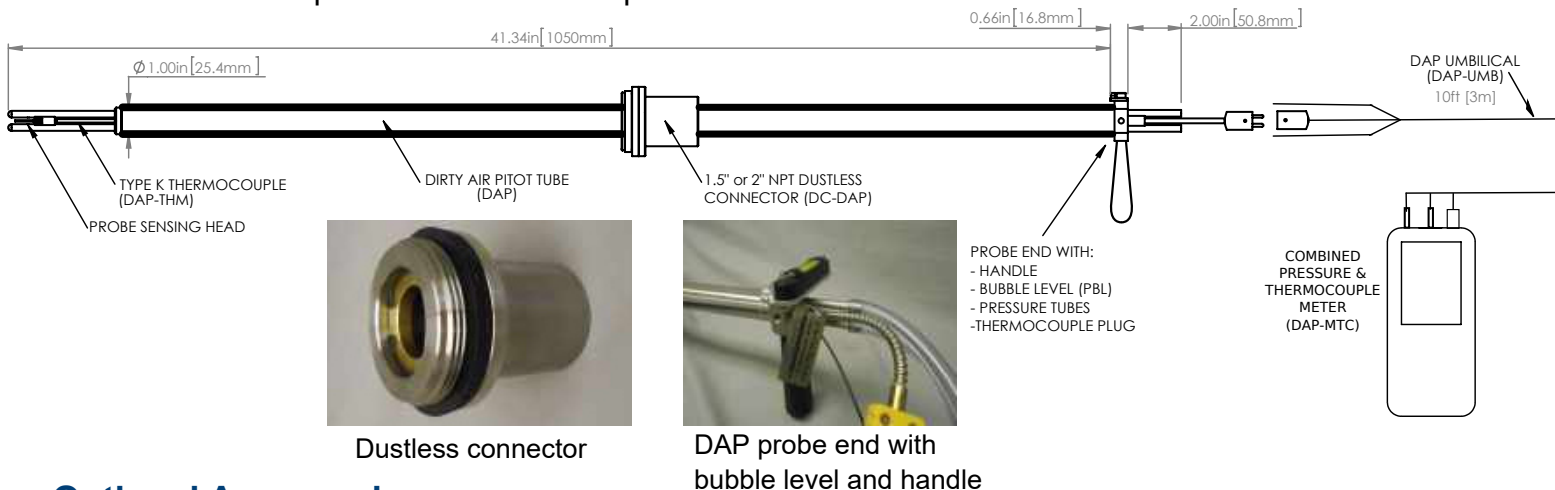 0.66in[16.8mm ]
2.00in[50.8mm ]
41.34in[1050mm]
Ø1.00in[25.4mm ]
DAP UMBILICAL
(DAP-UMB)
10ft [3m]
TYPE K THERMOCOUPLE
(DAP-THM)
PROBE SENSING HEAD
DIRTY AIR PITOT TUBE
(DAP)
1.5" or 2" NPT DUSTLESS
CONNECTOR (DC-DAP)
PROBE END WITH:
- HANDLE
- BUBBLE LEVEL (PBL)
- PRESSURE TUBES
-THERMOCOUPLE PLUG
COMBINED
PRESSURE &
THERMOCOUPLE
METER
(DAP-MTC)
Dustless connector
DAP probe end with
bubble level and handle